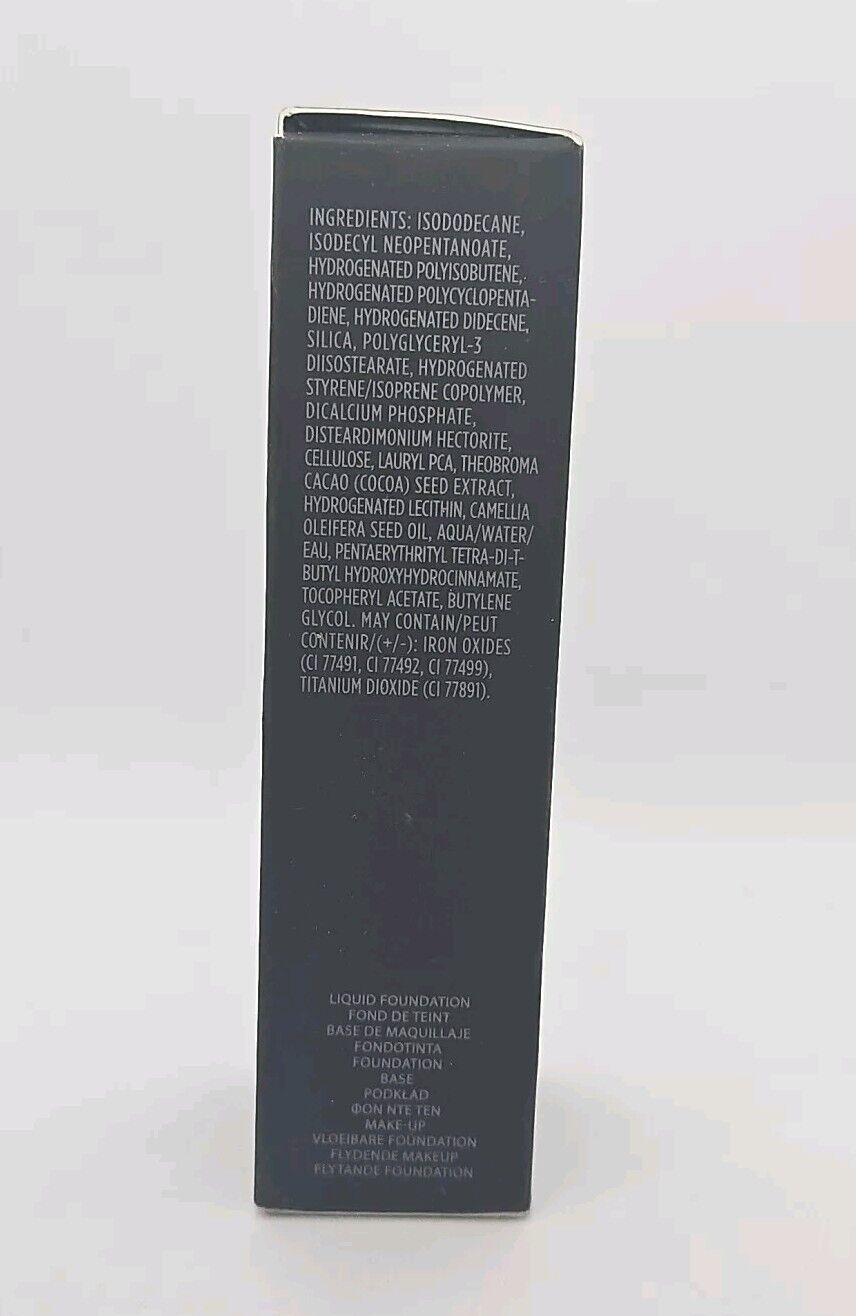 INGREDIENTS: ISODODECANE,
ISODECYL NEOPENTANOATE,
HYDROGENATED POLYISOBUTENE,
HYDROGENATED POLYCYCLOPENTA-
DIENE, HYDROGENATED DIDECENE,
SILICA, POLYGLYCERYL-3
DIISOSTEARATE, HYDROGENATED
STYRENE/ISOPRENE COPOLYMER,
DICALCIUM PHOSPHATE,
DISTEARDIMONIUM HECTORITE,
CELLULOSE, LAURYL PCA, THEOBROMA
CACAO (COCOA) SEED EXTRACT,
HYDROGENATED LECITHIN, CAMELLIA
OLEIFERA SEED OIL, AQUA/WATER/
EAU, PENTAERYTHRITYL TETRA-DI-T-
BUTYL HYDROXYHYDROCINNAMATE,
TOCOPHERYL ACETATE, BUTYLENE
GLYCOL. MAY CONTAIN/PEUT
CONTENIR/(+/-): IRON OXIDES
(CI 77491, CI 77492, CI 77499),
TITANIUM DIOXIDE (CI 77891).
LIQUID FOUNDATION
FOND DE TEINT
BASE DE MAQUILLAJE
FONDOTINTA
FOUNDATION
BASE
PODKŁAD
ΦOH NTE TEN
MAKE-UP
VLOEIBARE FOUNDATION
FLYDENDE MAKEUP
FLYTANDE FOUNDATION